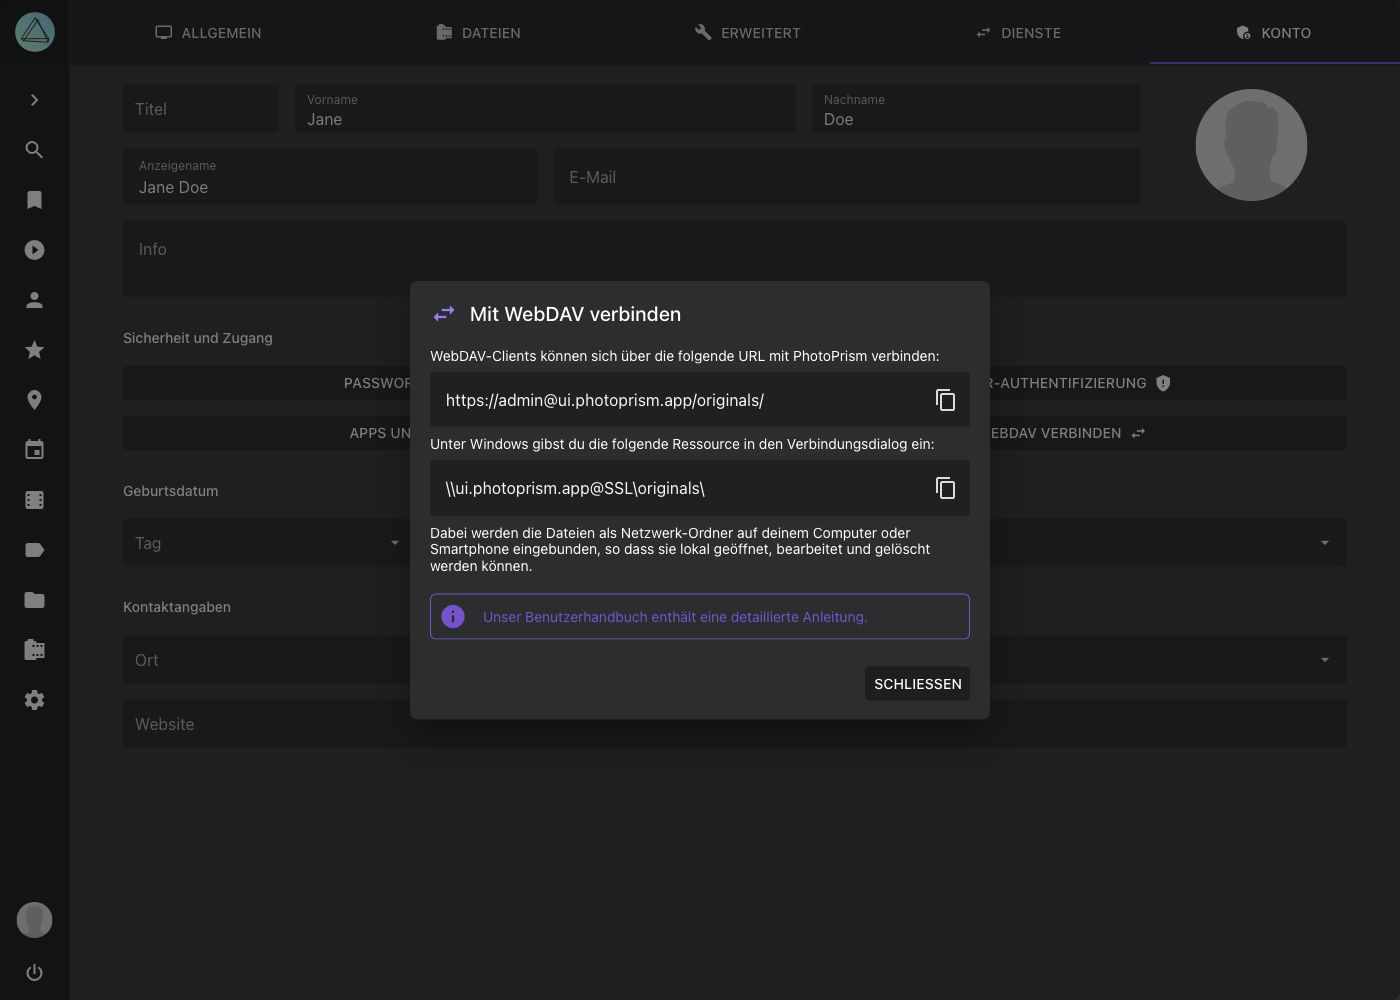 ALLGEMEIN
DATEIEN
ERWEITERT
DIENSTE
KONTO
Titel
Vorname
Jane
Nachname
Doe
Anzeigename
Jane Doe
E-Mail
Info
Mit WebDAV verbinden
WebDAV-Clients können sich über die folgende URL mit PhotoPrism verbinden:
https://admin@ui.photoprism.app/originals/
Unter Windows gibst du die folgende Ressource in den Verbindungsdialog ein:
\\ui.photoprism.app@SSL\originals\
Dabei werden die Dateien als Netzwerk-Ordner auf deinem Computer oder
Smartphone eingebunden, so dass sie lokal geöffnet, bearbeitet und gelöscht
werden können.
Unser Benutzerhandbuch enthält eine detaillierte Anleitung.
SCHLIESSEN
Sicherheit und Zugang
R-AUTHENTIFIZIERUNG
APPS
VERBINDEN
Geburtsdatum
Tag
Kontaktangaben
Ort
Website